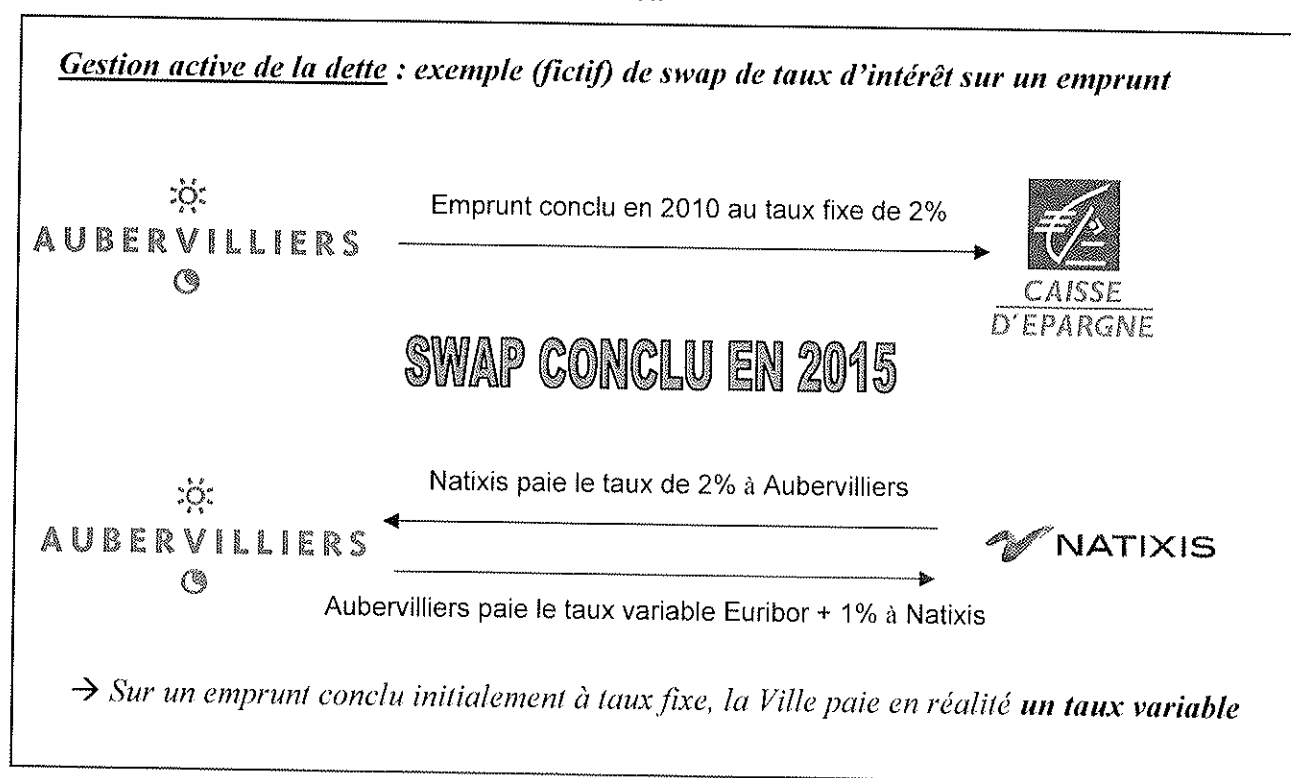 Gestion active de la dette : exemple (fictif) de swap de taux d'intérêt sur un emprunt
AUBERVILLIERS
Emprunt conclu en 2010 au taux fixe de 2%
CAISSE
D'EPARGNE
SWAP CONCLU EN 2015
AUBERVILLIERS
Natixis paie le taux de 2% à Aubervilliers
NATIXIS
Aubervilliers paie le taux variable Euribor + 1% à Natixis
→ Sur un emprunt conclu initialement à taux fixe, la Ville paie en réalité un taux variable